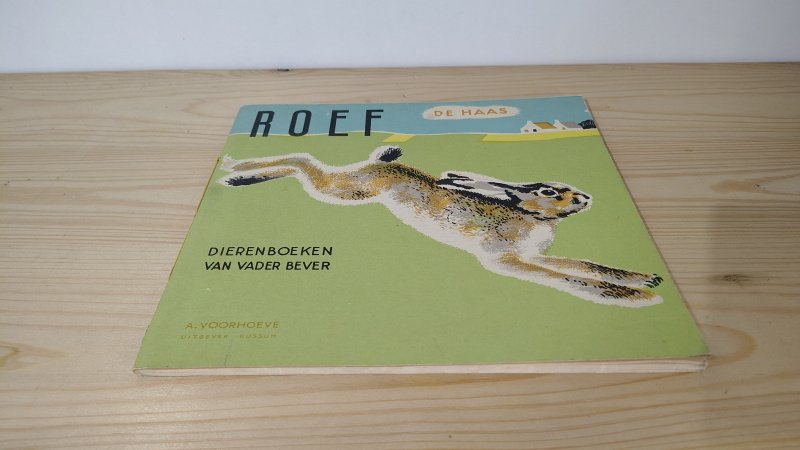 ROEF
DE HAAS
DIERENBOEKEN
VAN VADER BEVER
A. VOORHOEVE
UITGEVER BUSSUM